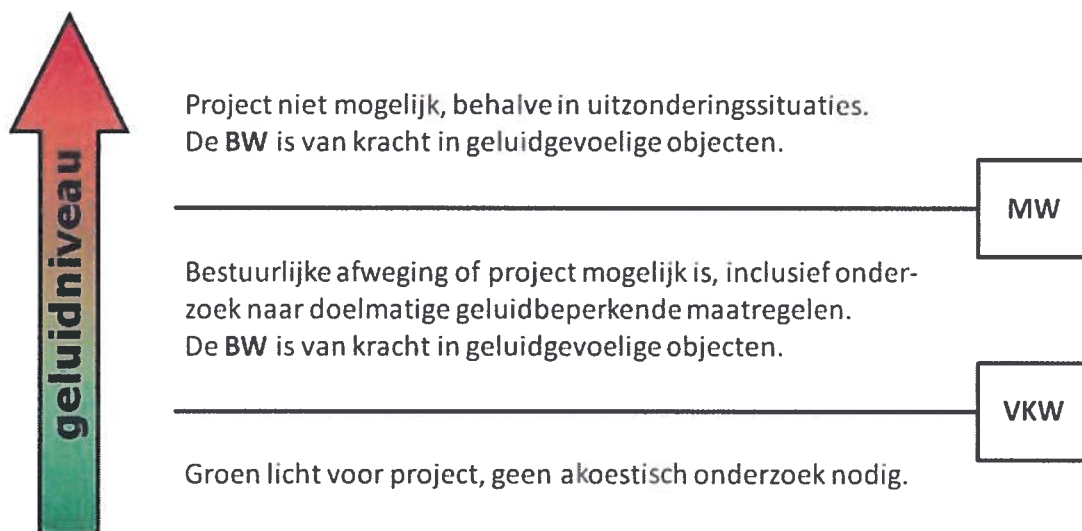 geluidniveau
Project niet mogelijk, behalve in uitzonderingssituaties.
De BW is van kracht in geluidgevoelige objecten.
MW
Bestuurlijke afweging of project mogelijk is, inclusief onder-
zoek naar doelmatige geluidbeperkende maatregelen.
De BW is van kracht in geluidgevoelige objecten.
VKW
Groen licht voor project, geen akoestisch onderzoek nodig.